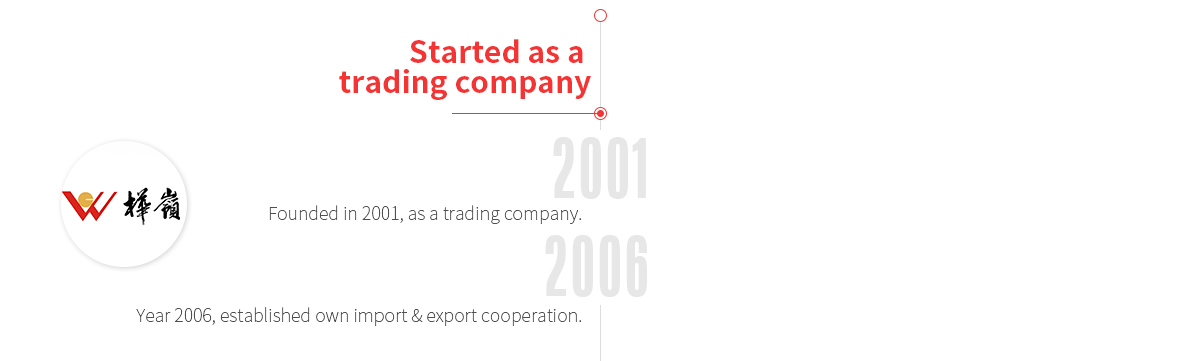 Started as a
trading company
2001
樺嶺
Founded in 2001, as a trading company.
2006
Year 2006, established own import & export cooperation.